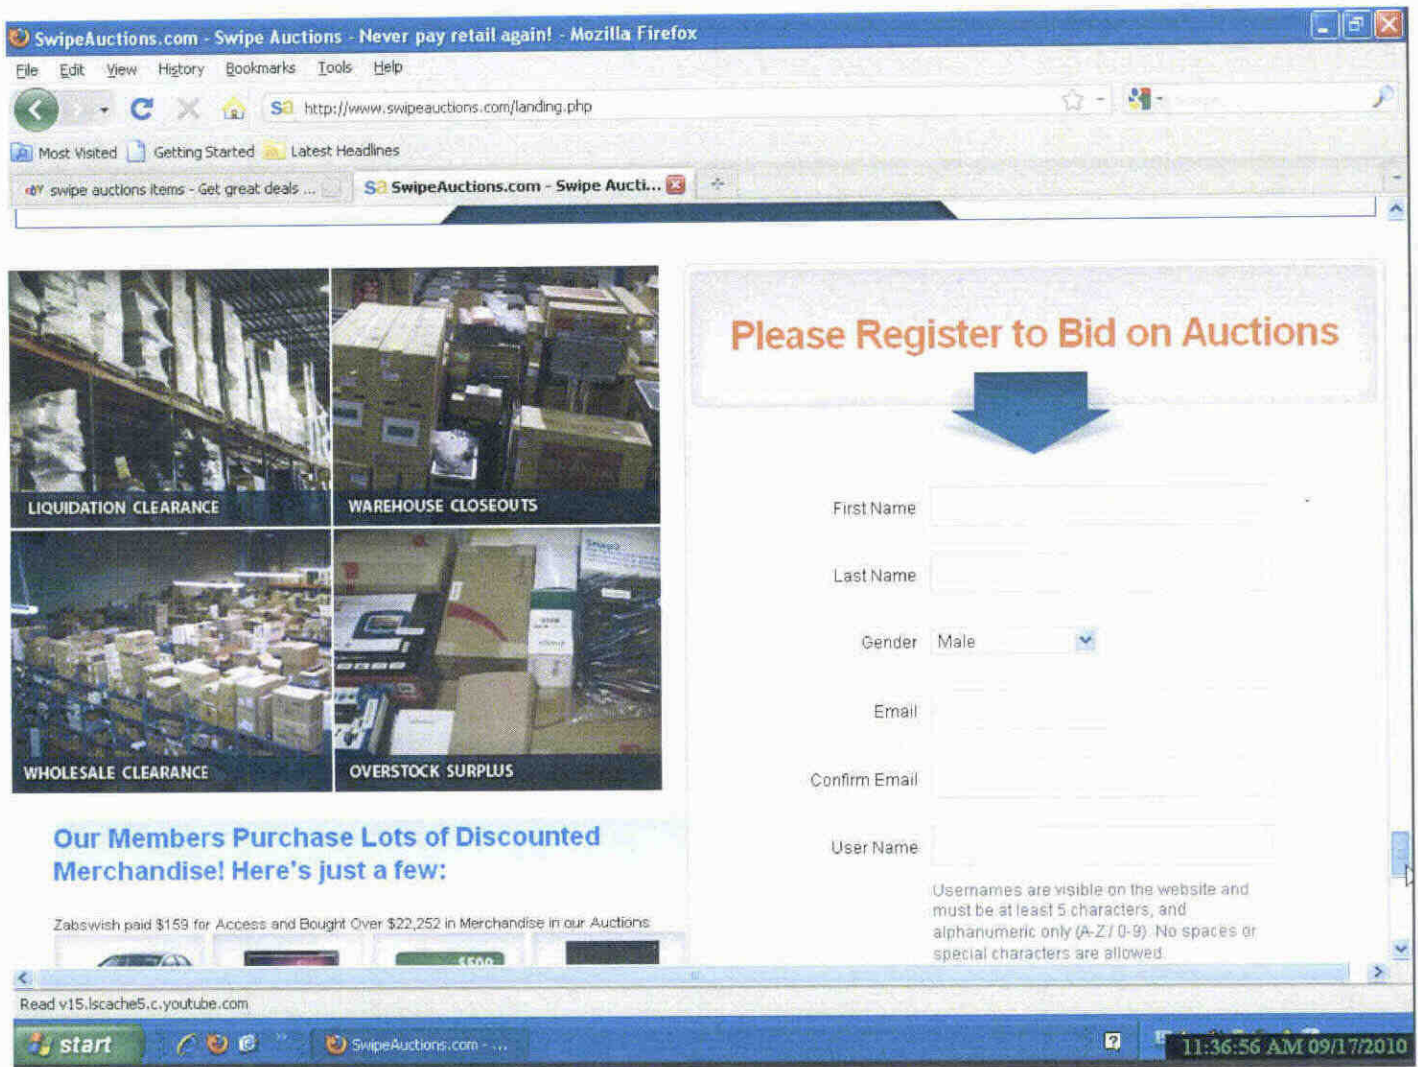 SwipeAuctions.com - Swipe Auctions - Never pay retail again! - Mozilla Firefox
File Edit View History Bookmarks Tools Help
sa http://www.swipeauctions.com/landing.php
Most Visited Getting Started Latest Headlines
swipe auctions items - Get great deals ... sa SwipeAuctions.com - Swipe Aucti...
LIQUIDATION CLEARANCE
WAREHOUSE CLOSEOUTS
WHOLESALE CLEARANCE
OVERSTOCK SURPLUS
Our Members Purchase Lots of Discounted
Merchandise! Here's just a few:
Zabswish paid $159 for Access and Bought Over $22,252 in Merchandise in our Auctions
$500
Please Register to Bid on Auctions
First Name
Last Name
Gender Male
Email
Confirm Email
User Name
Usernames are visible on the website and
must be at least 5 characters, and
alphanumeric only (A-Z / 0-9). No spaces or
special characters are allowed.
Read v15.lscache5.c.youtube.com
start
SwipeAuctions.com - ...
11:36:56 AM 09/17/2010